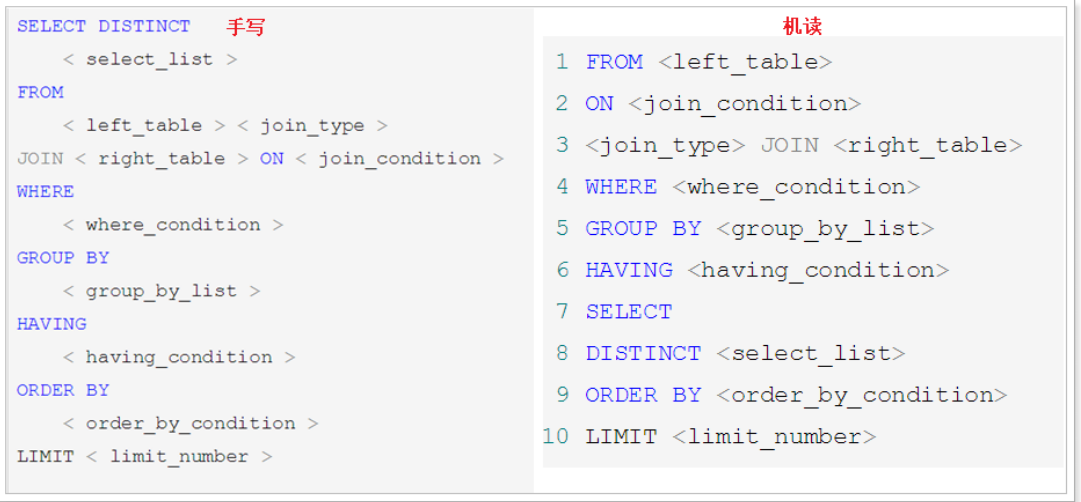 SELECT DISTINCT 手写
< select_list >
FROM
< left_table > < join_type >
JOIN < right_table > ON < join_condition >
WHERE
< where_condition >
GROUP BY
< group_by_list >
HAVING
< having_condition >
ORDER BY
< order_by_condition >
LIMIT < limit_number >
机读
1 FROM <left_table>
2 ON <join_condition>
3 <join_type> JOIN <right_table>
4 WHERE <where_condition>
5 GROUP BY <group_by_list>
6 HAVING <having_condition>
7 SELECT
8 DISTINCT <select_list>
9 ORDER BY <order_by_condition>
10 LIMIT <limit_number>